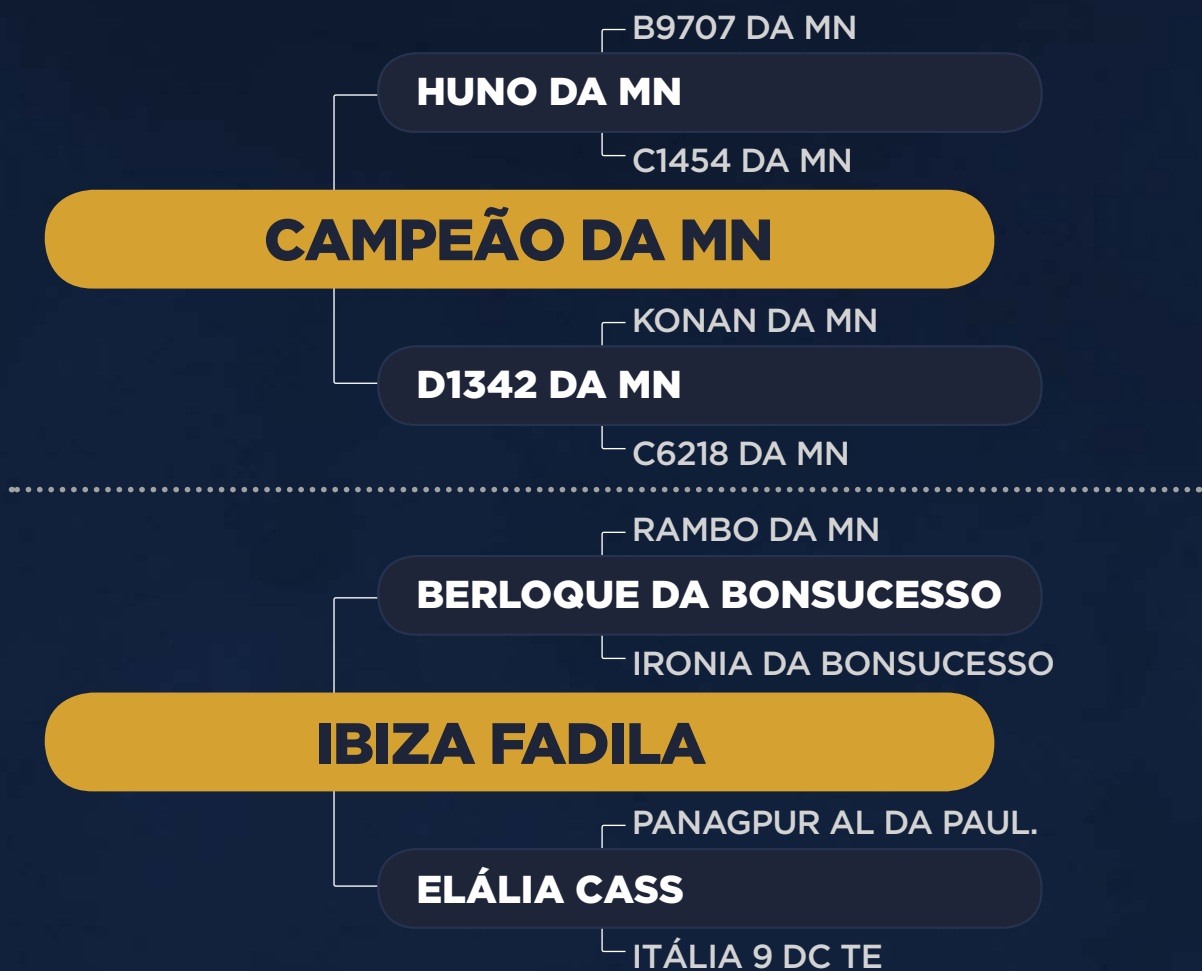 B9707 DA MN
HUNO DA MN
C1454 DA MN
CAMPEÃO DA MN
KONAN DA MN
D1342 DA MN
C6218 DA MN
RAMBO DA MN
BERLOQUE DA BONSUCESSO
IRONIA DA BONSUCESSO
IBIZA FADILA
PANAGPUR AL DA PAUL.
ELÁLIA CASS
ITÁLIA 9 DC TE